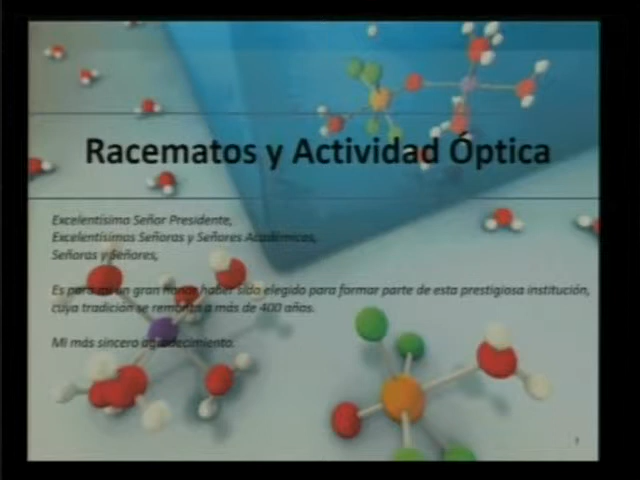 Racematos y Actividad Óptica
Excelentísimo Señor Presidente,
Excelentísimas Señoras y Señores Académicos,
Señoras y Señores,
Es para mí un gran honor haber sido elegido para formar parte de esta prestigiosa institución,
cuya tradición se remonta a más de 400 años.
Mi más sincero agradecimiento.